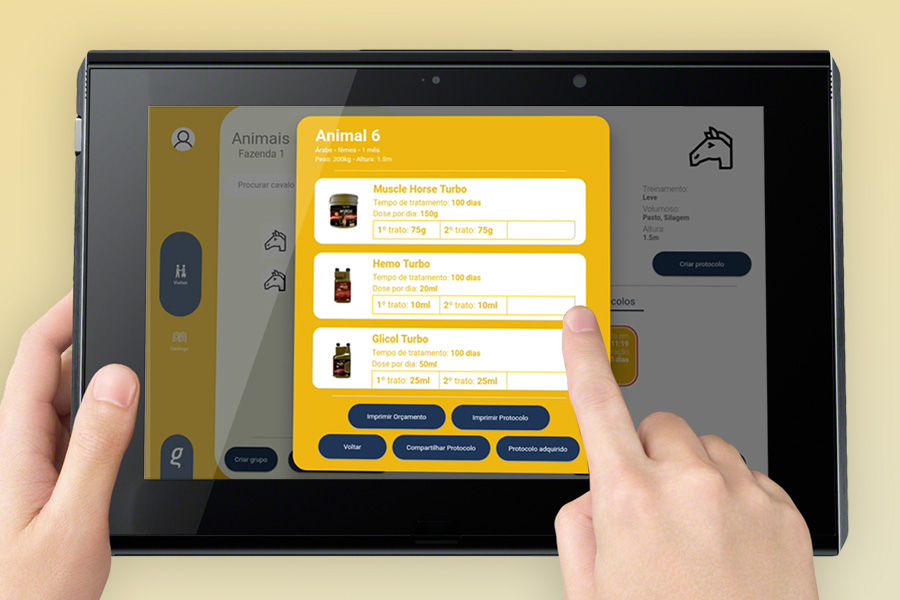 Animais
Fazenda 1
Procurar cavalo
Visitas
Catálogo
g
Criar grupo
Animal 6
Árabe • fêmea • 1 mês
Peso: 200kg • Altura: 1.5m
Muscle Horse Turbo
Tempo de tratamento: 100 dias
Dose por dia: 150g
1º trato: 75g 2º trato: 75g
Hemo Turbo
Tempo de tratamento: 100 dias
Dose por dia: 20ml
1º trato: 10ml 2º trato: 10ml
Glicol Turbo
Tempo de tratamento: 100 dias
Dose por dia: 50ml
1º trato: 25ml 2º trato: 25ml
Imprimir Orçamento
Imprimir Protocolo
Voltar
Compartilhar Protocolo
Protocolo adquirido
Treinamento:
Leve
Volumoso:
Pasto, Silagem
Altura:
1.5m
Criar protocolo
colos
11:19
dias